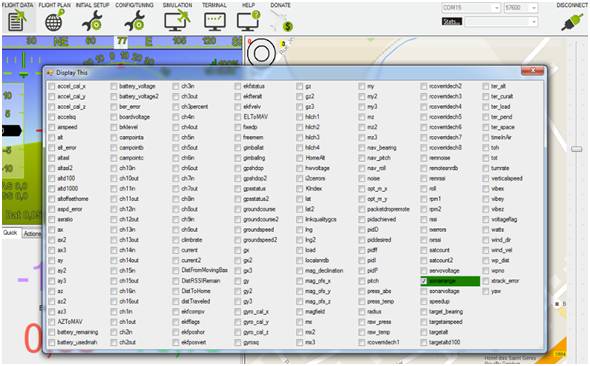 FLIGHT DATA FLIGHT PLAN INITIAL SETUP CONFIG/TUNING SIMULATION TERMINAL HELP DONATE COM15 57600 DISCONNECT
Stats...
30 NE 60 77 E 105 120
Display This
accel_cal_x battery_voltage ch3in ekfstatus gz my rcoverridech2 ter_alt
accel_cal_y battery_voltage2 ch3out ekfteralt gz2 my2 rcoverridech3 ter_curalt
accel_cal_z ber_error ch3percent ekfvelv gz3 my3 rcoverridech4 ter_load
accelsq boardvoltage ch4in ELToMAV hilch1 mz rcoverridech5 ter_pend
airspeed brklevel ch4out fixedp hilch2 mz2 rcoverridech6 ter_space
alt campointa ch5in freemem hilch3 mz3 rcoverridech7 timeInAir
alt_error campointb ch5out gimballat hilch4 nav_bearing rcoverridech8 toh
altasl campointc ch6in gimballng HomeAlt nav_pitch remnoise tot
altasl2 ch10in ch6out gpshdop hwvoltage nav_roll remotesnrdb turnrate
altd100 ch10out ch7in gpshdop2 i2cerrors noise remrssi verticalspeed
altd1000 ch11in ch7out gpsstatus KIndex opt_m_x roll vibex
altoffsethome ch11out ch8in gpsstatus2 lat opt_m_y rpm1 vibey
aspd_error ch12in ch8out groundcourse lat2 packetdropremote rpm2 vibez
asratio ch12out ch9in groundcourse2 linkqualitygcs pidachieved rssi voltageflag
ax ch13in ch9out groundspeed lng pidD rxerrors watts
ax2 ch13out climbrate groundspeed2 lng2 piddesired rxrssi wind_dir
ax3 ch14in current gx load pidff satcount wind_vel
ay ch14out current2 gx2 localsnrdb pidI satcount2 wp_dist
ay2 ch15in DistFromMovingBas gx3 mag_declination pidP servovoltage wpno
ay3 ch15out DistRSSIRemain gy mag_ofs_x pitch sonarrange xtrack_error
az ch16in DistToHome gy2 mag_ofs_y press_abs sonarvoltage yaw
az2 ch16out distTraveled gy3 mag_ofs_z press_temp speedup
az3 ch1in ekfcompv gyro_cal_x magfield radius target_bearing
AZToMAV ch1out ekfflags gyro_cal_y mx raw_press targetairspeed
battery_remaining ch2in ekfposhor gyro_cal_z mx2 raw_temp targetalt
battery_usedmah ch2out ekfposvert gyrosq mx3 rcoverridech1 targetaltd100
Quick Actions